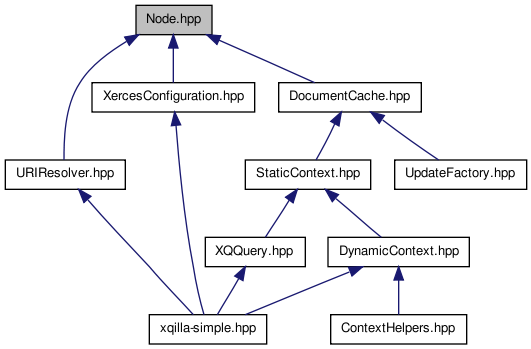 Node.hpp
XercesConfiguration.hpp
DocumentCache.hpp
URIResolver.hpp
StaticContext.hpp
UpdateFactory.hpp
XQQuery.hpp
DynamicContext.hpp
xqilla-simple.hpp
ContextHelpers.hpp